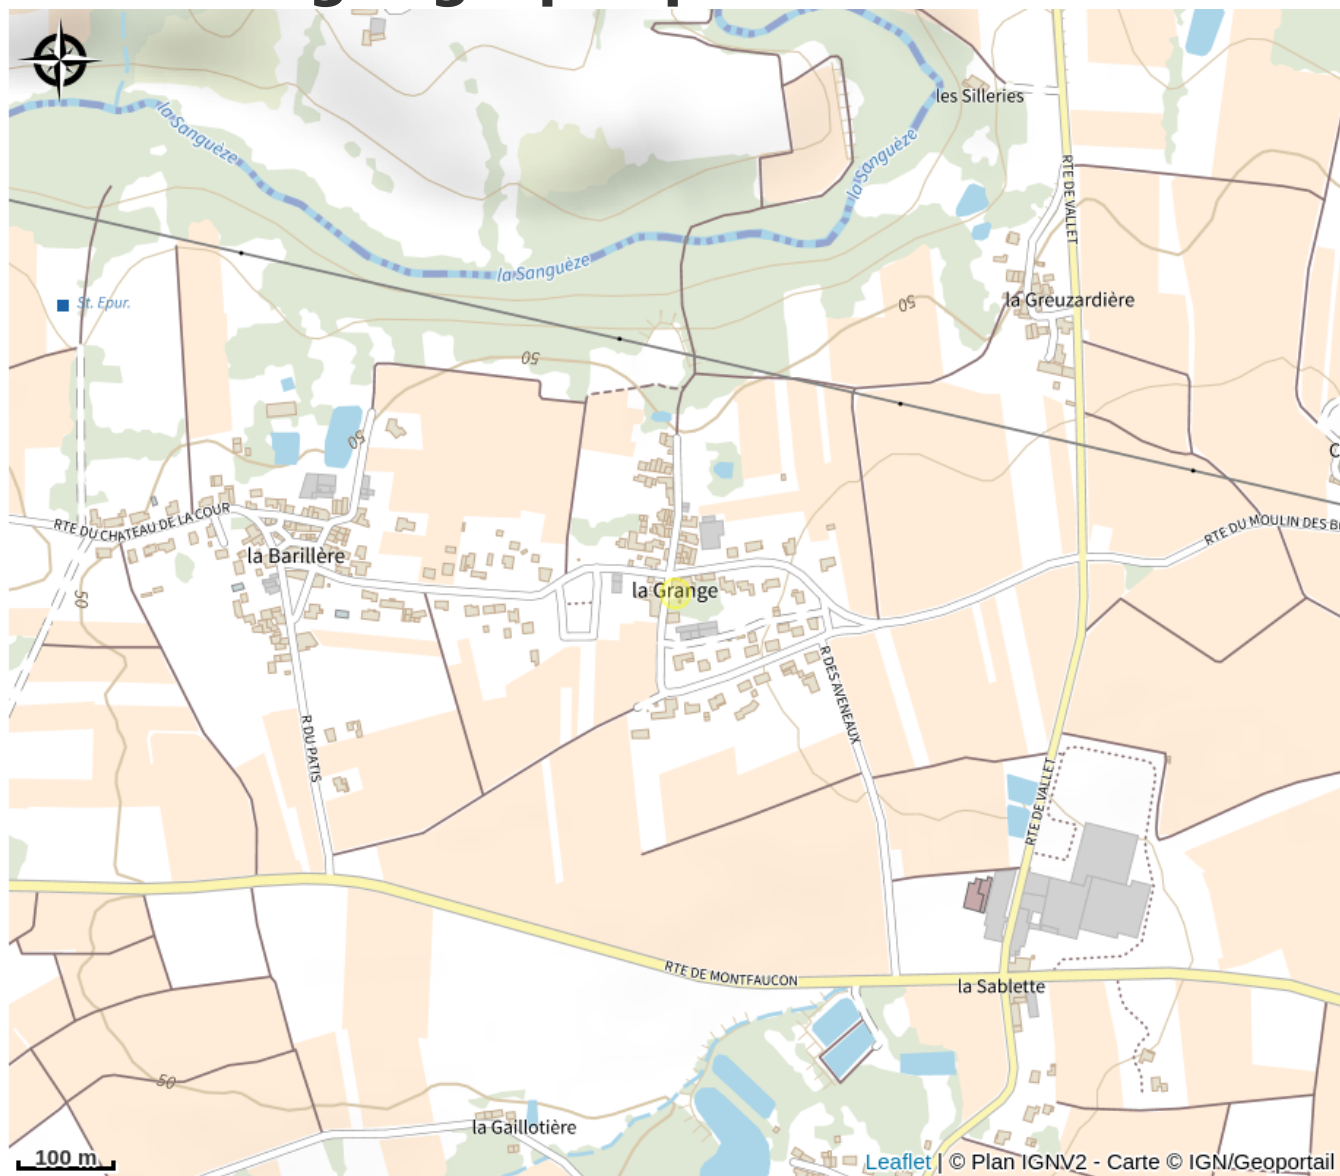 les Silleries
la Sanguèze
la Sanguèze
RTE DE VALLET
la Sanguèze
St. Epur.
50
la Greuzardière
50
50
RTE DU CHATEAU DE LA COUR
RTE DU MOULIN DES
la Barillère
la Grange
50
R DES AVENEAUX
R DU PATIS
RTE DE VALLET
RTE DE MONTFAUCON
la Sablette
50
la Gaillotière
100 m
Leaflet | © Plan IGNV2 - Carte © IGN/Geoportail